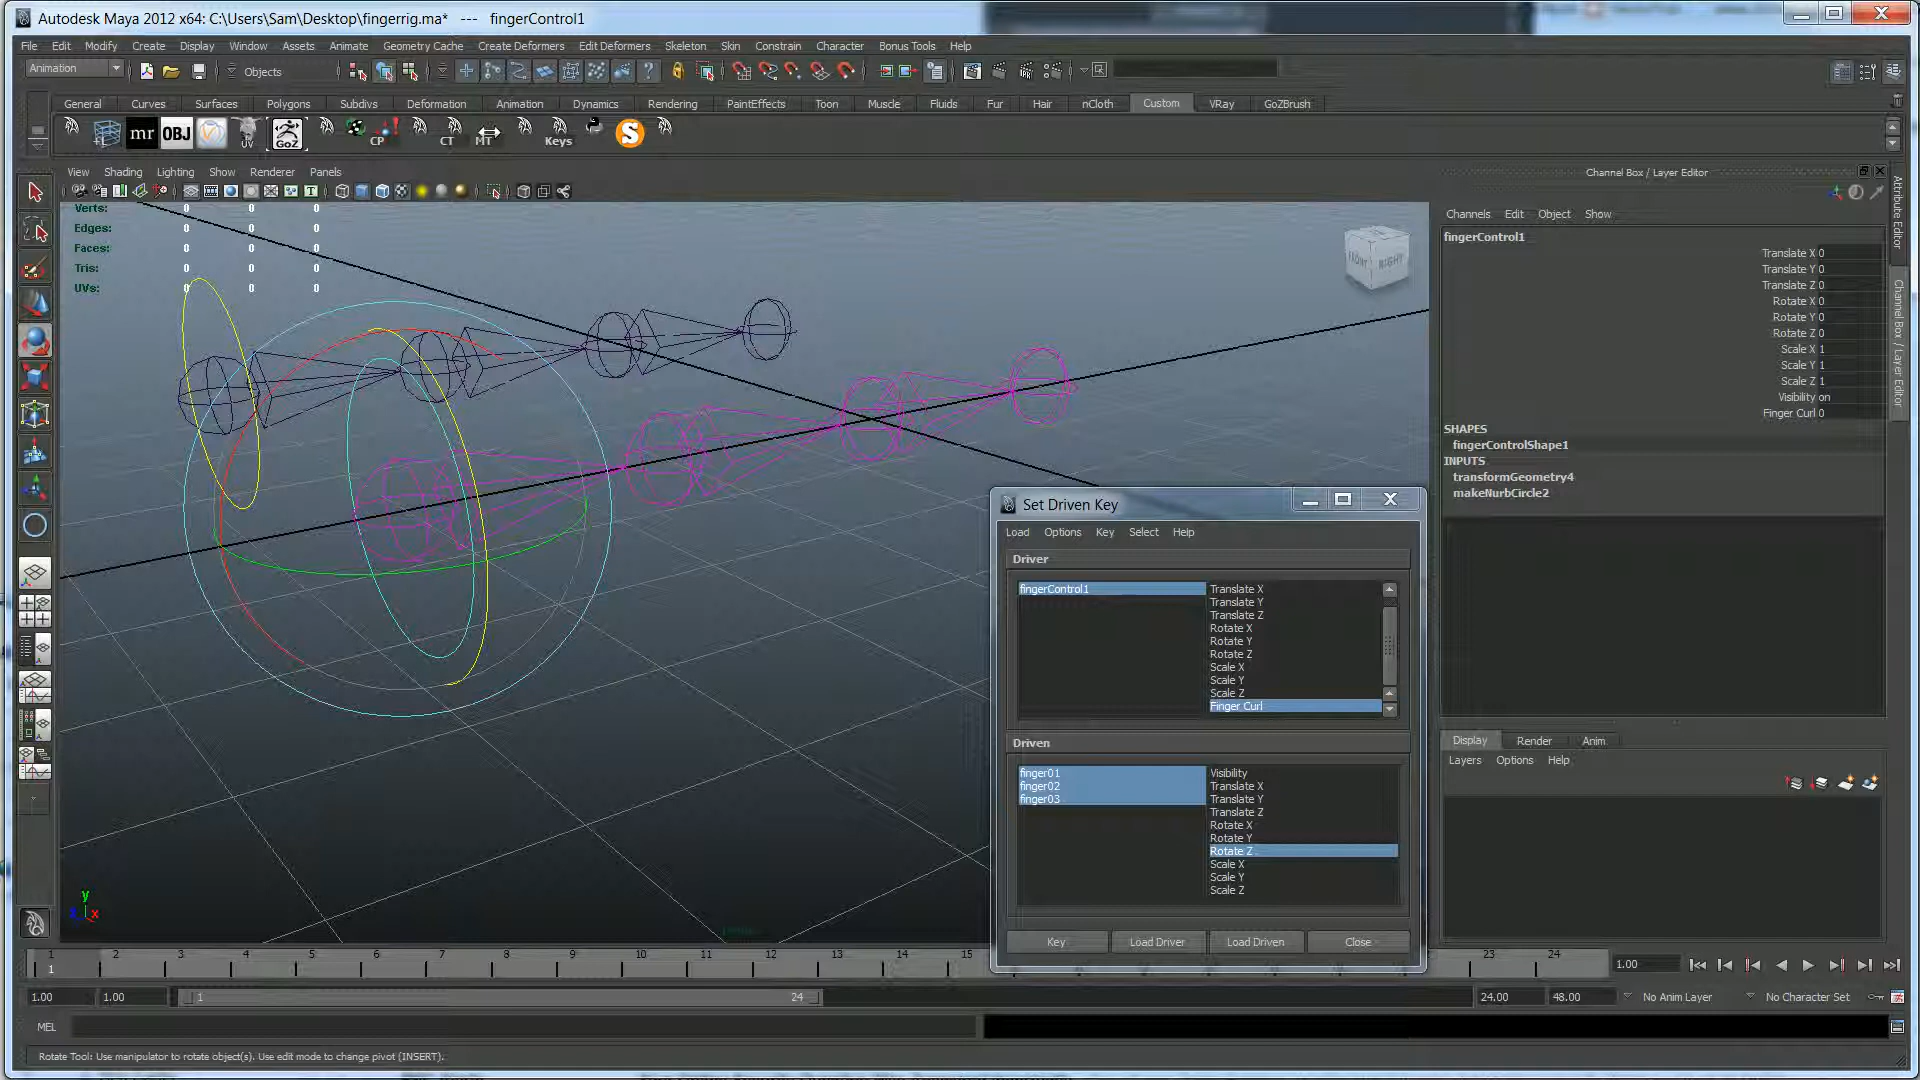 Autodesk Maya 2012 x64: C:\Users\Sam\Desktop\fingerrig.ma* --- fingerControl1
File Edit Modify Create Display Window Assets Animate Geometry Cache Create Deformers Edit Deformers Skeleton Skin Constrain Character Bonus Tools Help
Animation Objects
General Curves Surfaces Polygons Subdivs Deformation Animation Dynamics Rendering PaintEffects Toon Muscle Fluids Fur Hair nCloth Custom VRay GoZBrush
mr OBJ UV GoZ CP CT MT Keys S
View Shading Lighting Show Renderer Panels
Channel Box / Layer Editor
Verts: 0 0 0
Edges: 0 0 0
Faces: 0 0 0
Tris: 0 0 0
UVs: 0 0 0
FRONT RIGHT
Channels Edit Object Show
fingerControl1
Translate X 0
Translate Y 0
Translate Z 0
Rotate X 0
Rotate Y 0
Rotate Z 0
Scale X 1
Scale Y 1
Scale Z 1
Visibility on
Finger Curl 0
SHAPES
fingerControlShape1
INPUTS
transformGeometry4
makeNurbCircle2
Attribute Editor
Channel Box / Layer Editor
Set Driven Key
Load Options Key Select Help
Driver
fingerControl1
Translate X
Translate Y
Translate Z
Rotate X
Rotate Y
Rotate Z
Scale X
Scale Y
Scale Z
Finger Curl
Driven
finger01
finger02
finger03
Visibility
Translate X
Translate Y
Translate Z
Rotate X
Rotate Y
Rotate Z
Scale X
Scale Y
Scale Z
Key Load Driver Load Driven Close
Display Render Anim
Layers Options Help
y
x
1 2 3 4 5 6 7 8 9 10 11 12 13 14 15 23 24
1
1.00
1.00 1.00 1 24 24.00 48.00 No Anim Layer No Character Set
MEL
Rotate Tool: Use manipulator to rotate object(s). Use edit mode to change pivot (INSERT).